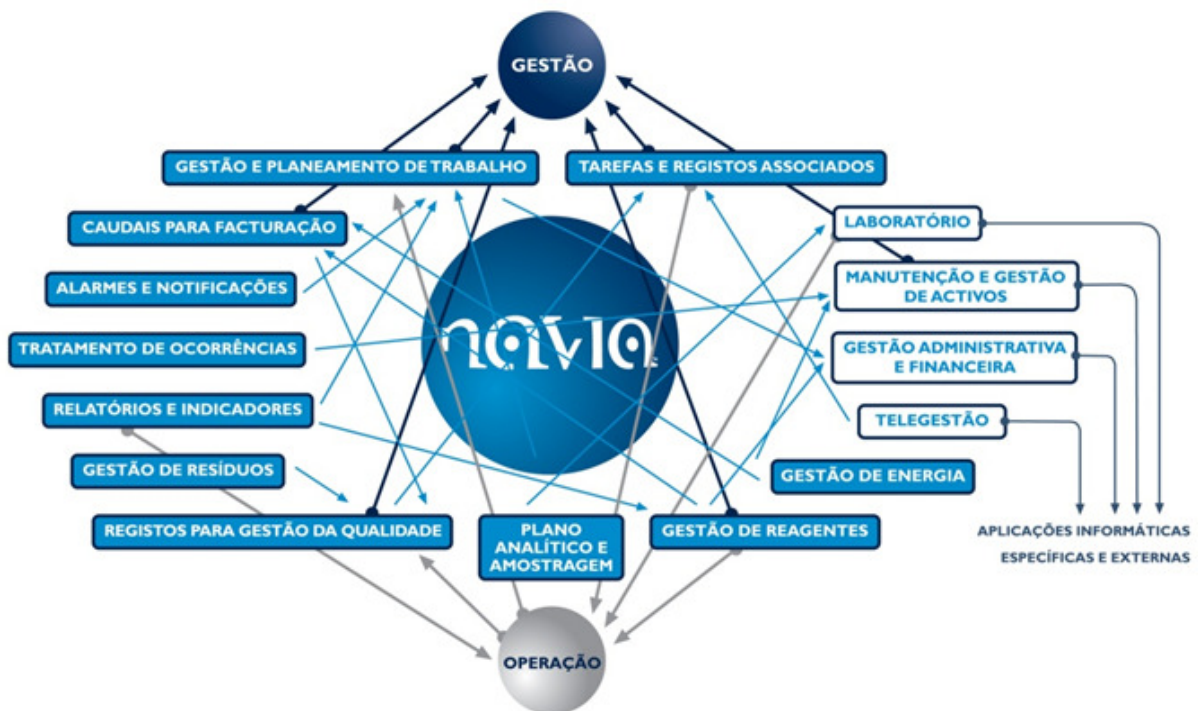 GESTÃO
GESTÃO E PLANEAMENTO DE TRABALHO
TAREFAS E REGISTOS ASSOCIADOS
CAUDAIS PARA FACTURAÇÃO
LABORATÓRIO
ALARMES E NOTIFICAÇÕES
MANUTENÇÃO E GESTÃO
DE ACTIVOS
TRATAMENTO DE OCORRÊNCIAS
navia
GESTÃO ADMINISTRATIVA
E FINANCEIRA
RELATÓRIOS E INDICADORES
TELEGESTÃO
GESTÃO DE RESÍDUOS
GESTÃO DE ENERGIA
REGISTOS PARA GESTÃO DA QUALIDADE
PLANO
ANALÍTICO E
AMOSTRAGEM
GESTÃO DE REAGENTES
APLICAÇÕES INFORMÁTICAS
ESPECÍFICAS E EXTERNAS
OPERAÇÃO